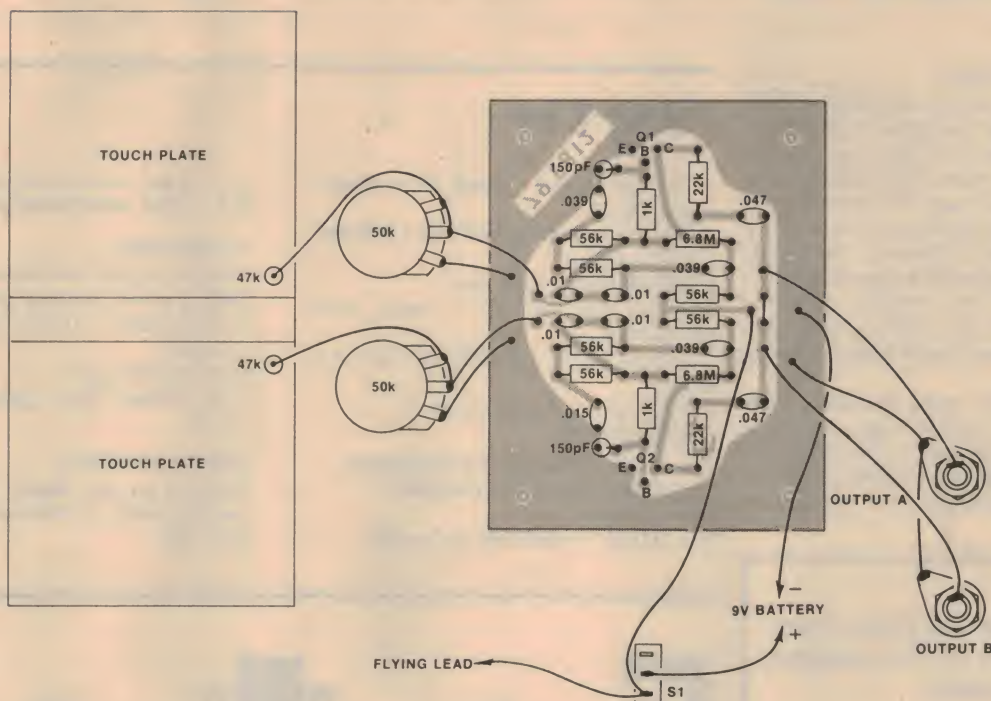 TOUCH PLATE
47k
50k
47k
50k
TOUCH PLATE
Q1
E
B
C
150pF
.039
1k
22k
.047
56k
6.8M
56k
.039
.01
.01
56k
.01
.01
56k
56k
.039
56k
6.8M
.015
1k
22k
.047
150pF
Q2
E
C
B
OUTPUT A
OUTPUT B
9V BATTERY
−
+
FLYING LEAD
S1